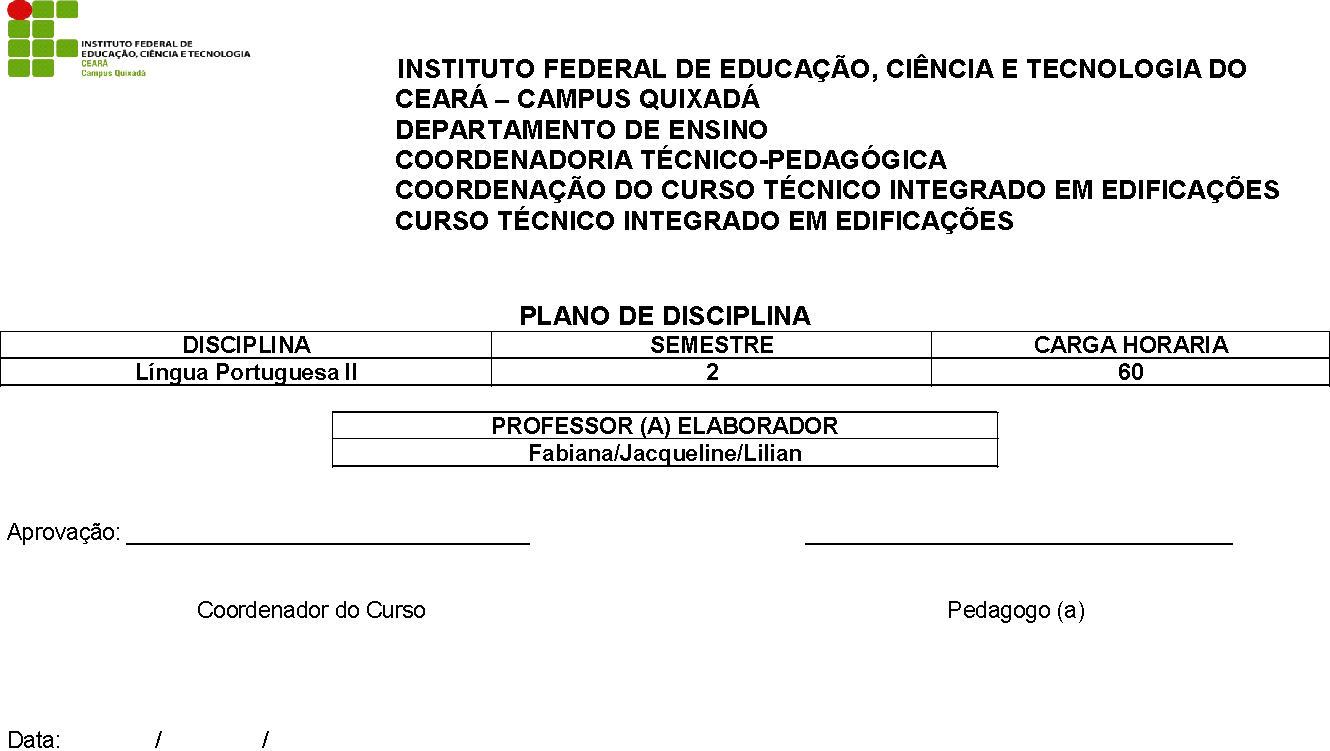 INSTITUTO FEDERAL DE
EDUCAÇÃO, CIÊNCIA E TECNOLOGIA
CEARÁ
Campus Quixadá
INSTITUTO FEDERAL DE EDUCAÇÃO, CIÊNCIA E TECNOLOGIA DO
CEARÁ – CAMPUS QUIXADÁ
DEPARTAMENTO DE ENSINO
COORDENADORIA TÉCNICO-PEDAGÓGICA
COORDENAÇÃO DO CURSO TÉCNICO INTEGRADO EM EDIFICAÇÕES
CURSO TÉCNICO INTEGRADO EM EDIFICAÇÕES
PLANO DE DISCIPLINA
DISCIPLINA SEMESTRE CARGA HORARIA
Língua Portuguesa II 2 60
PROFESSOR (A) ELABORADOR
Fabiana/Jacqueline/Lilian
Aprovação:
Coordenador do Curso Pedagogo (a)
Data: / /